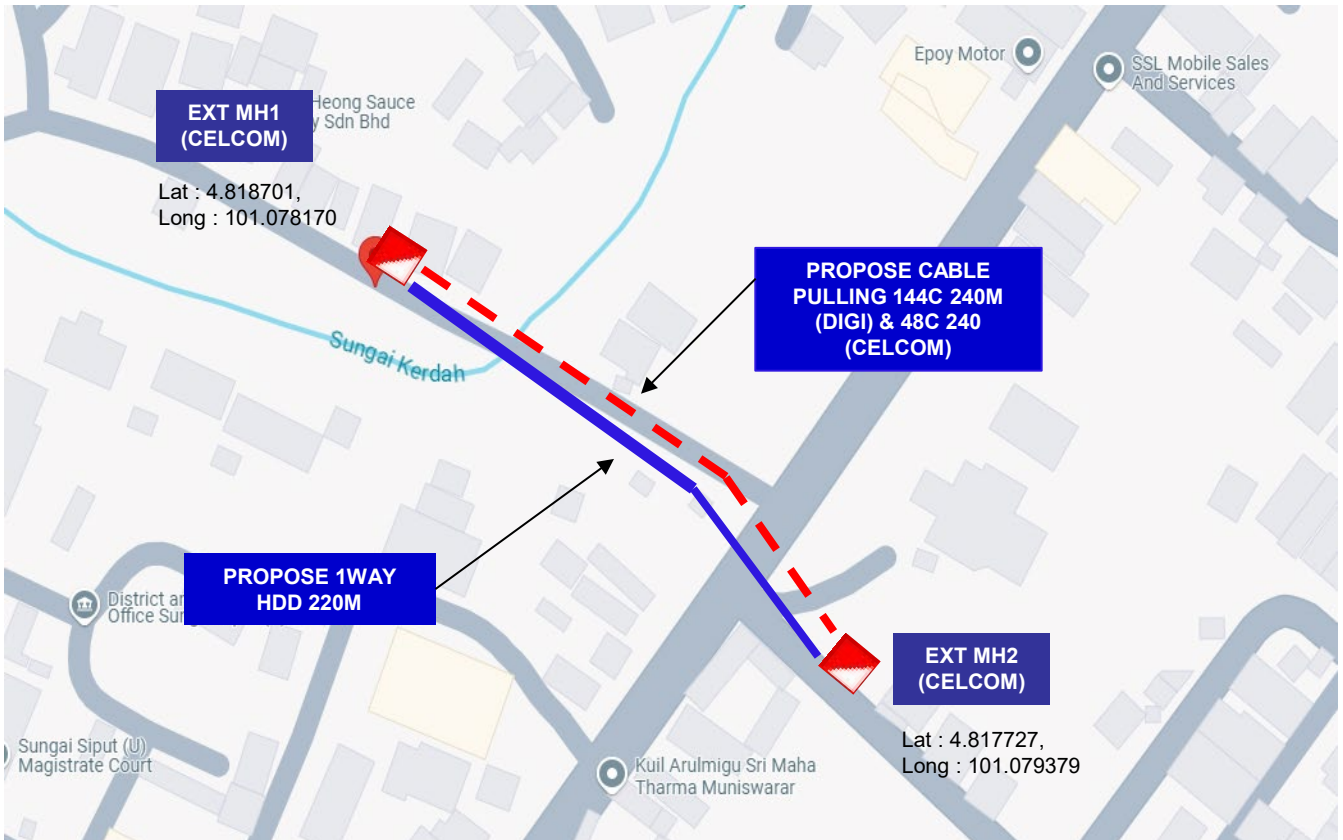 Epoy Motor
SSL Mobile Sales
And Services
EXT MH1
(CELCOM)
Heong Sauce
y Sdn Bhd
Lat : 4.818701,
Long : 101.078170
PROPOSE CABLE
PULLING 144C 240M
(DIGI) & 48C 240
(CELCOM)
Sungai Kerdah
PROPOSE 1WAY
HDD 220M
District an
Office Sun
EXT MH2
(CELCOM)
Lat : 4.817727,
Long : 101.079379
Sungai Siput (U)
Magistrate Court
Kuil Arulmigu Sri Maha
Tharma Muniswarar